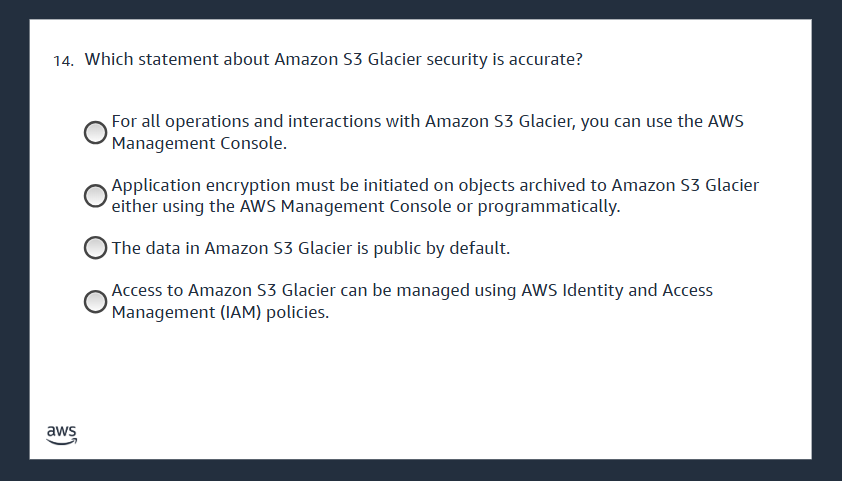 14. Which statement about Amazon S3 Glacier security is accurate?
For all operations and interactions with Amazon S3 Glacier, you can use the AWS
Management Console.
Application encryption must be initiated on objects archived to Amazon S3 Glacier
either using the AWS Management Console or programmatically.
The data in Amazon S3 Glacier is public by default.
Access to Amazon S3 Glacier can be managed using AWS Identity and Access
Management (IAM) policies.
aws